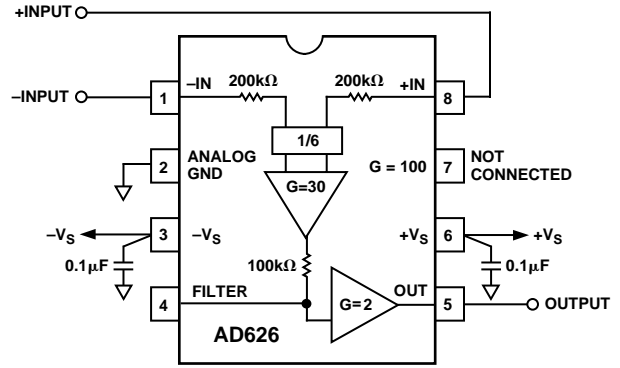 +INPUT
–INPUT
1
–IN
200kΩ
200kΩ
+IN
8
1/6
2
ANALOG
GND
G = 100
7
NOT
CONNECTED
G=30
–VS
3
–VS
+VS
6
+VS
0.1µF
100kΩ
0.1µF
4
FILTER
G=2
OUT
5
OUTPUT
AD626